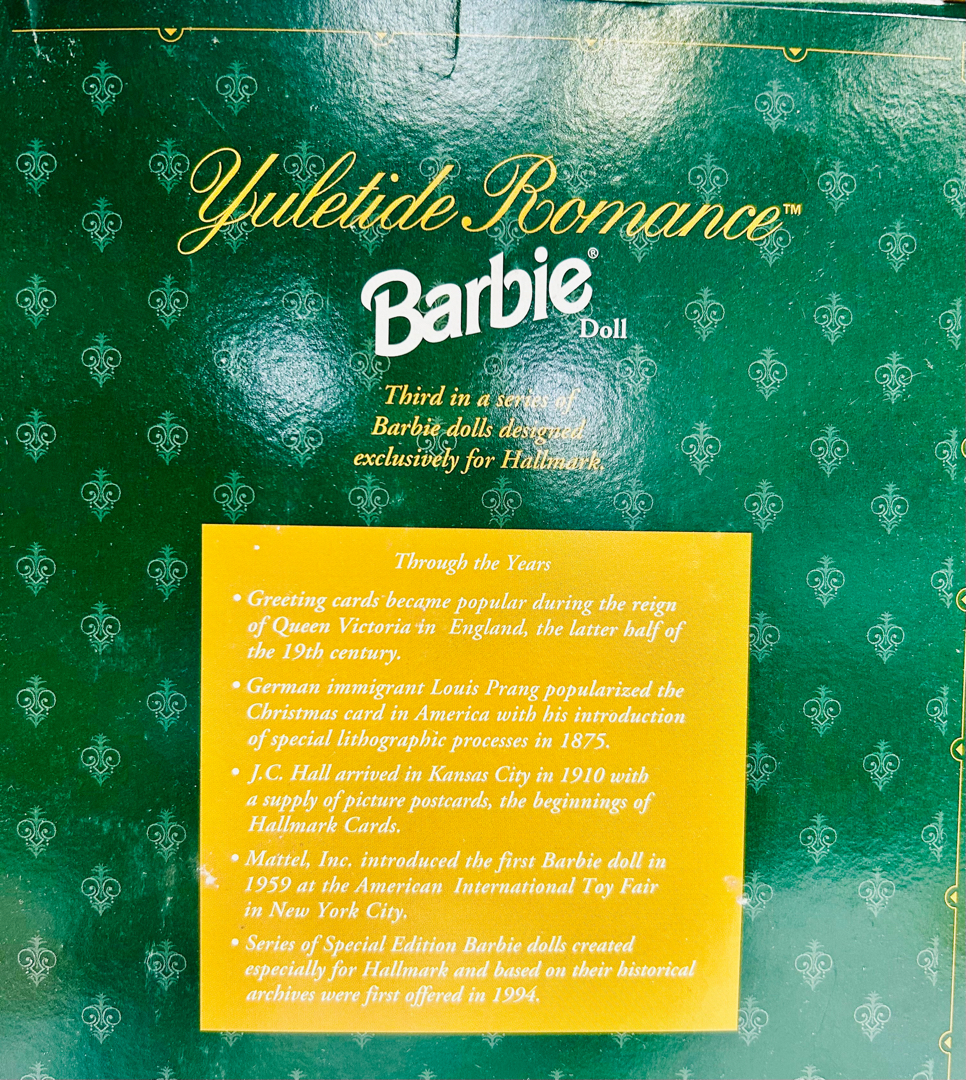 Yuletide Romance™
Barbie®
Doll
Third in a series of
Barbie dolls designed
exclusively for Hallmark.
Through the Years
• Greeting cards became popular during the reign
of Queen Victoria in England, the latter half of
the 19th century.
• German immigrant Louis Prang popularized the
Christmas card in America with his introduction
of special lithographic processes in 1875.
• J.C. Hall arrived in Kansas City in 1910 with
a supply of picture postcards, the beginnings of
Hallmark Cards.
• Mattel, Inc. introduced the first Barbie doll in
1959 at the American International Toy Fair
in New York City.
• Series of Special Edition Barbie dolls created
especially for Hallmark and based on their historical
archives were first offered in 1994.